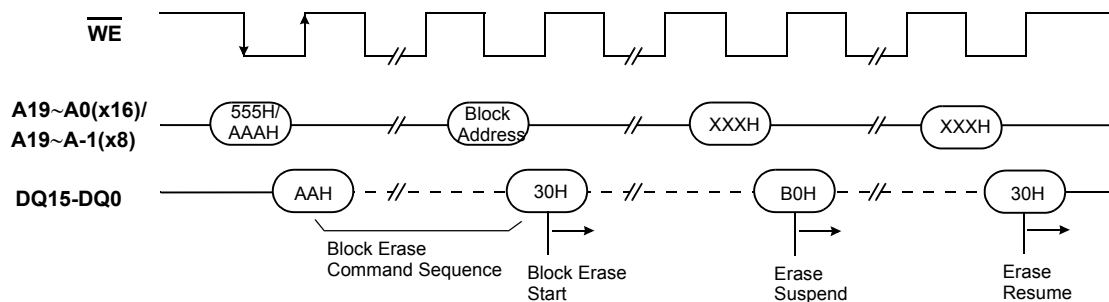 WE
A19~A0(x16)/
A19~A-1(x8)
555H/
AAAH
Block
Address
XXXH
XXXH
DQ15-DQ0
AAH
30H
B0H
30H
Block Erase
Command Sequence
Block Erase
Start
Erase
Suspend
Erase
Resume